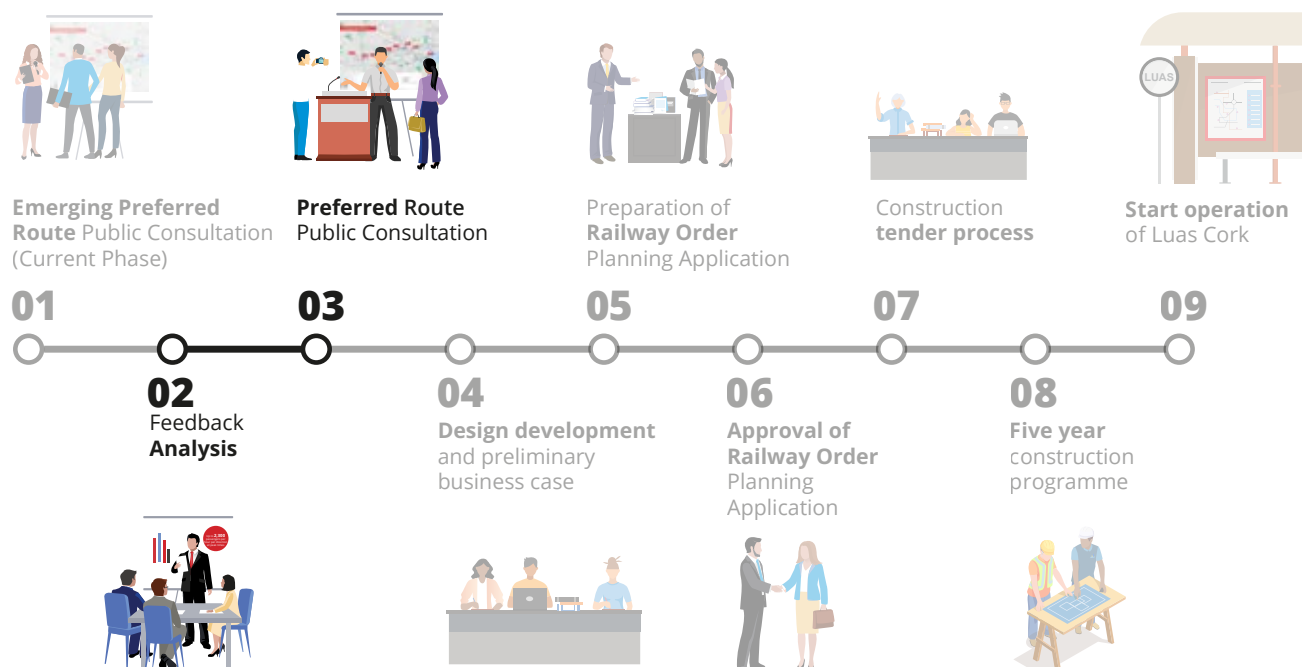 Emerging Preferred
Route Public Consultation
(Current Phase)
01
02
Feedback
Analysis
Preferred Route
Public Consultation
03
04
Design development
and preliminary
business case
Preparation of
Railway Order
Planning Application
05
06
Approval of
Railway Order
Planning
Application
Construction
tender process
07
08
Five year
construction
programme
LUAS
Start operation
of Luas Cork
09